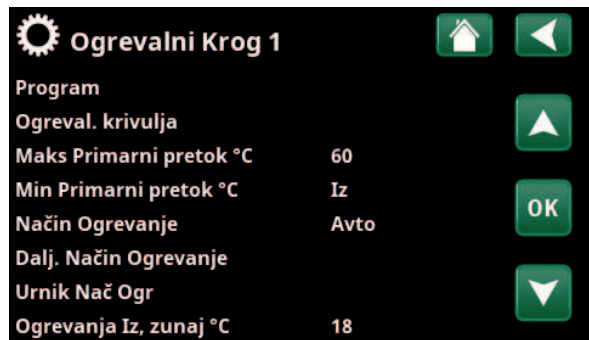 Ogrevalni Krog 1
Program
Ogreval. krivulja
Maks Primarni pretok °C 60
Min Primarni pretok °C Iz
Način Ogrevanje Avto
Dalj. Način Ogrevanje
Urnik Nač Ogr
Ogrevanja Iz, zunaj °C 18
OK